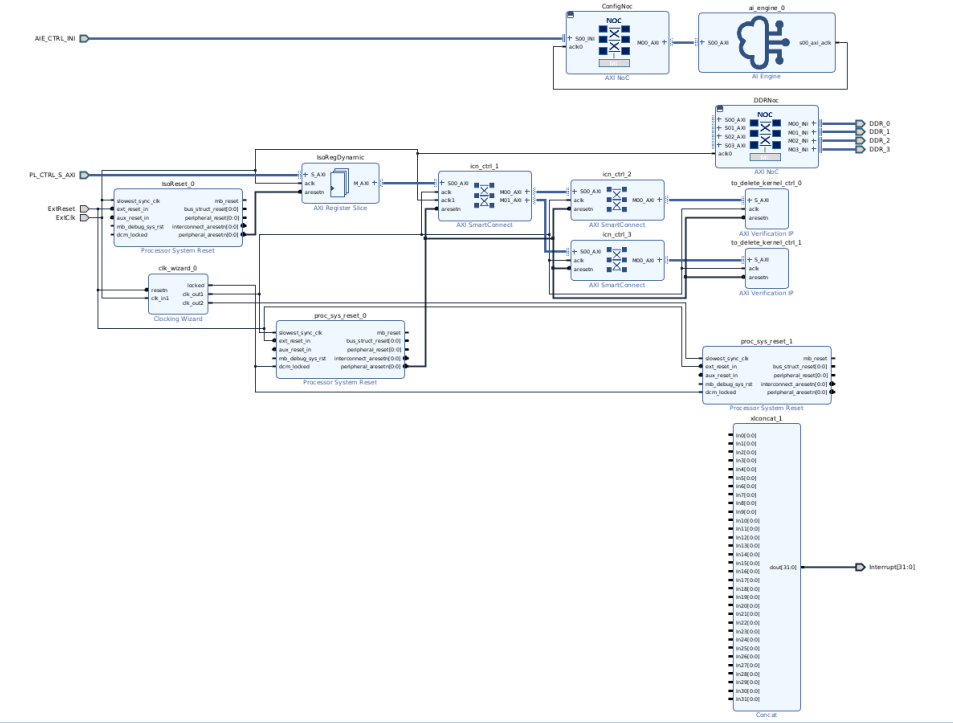 ConfigNoc
NOC
S00_INI
aclk0
M00_AXI
AXI NoC
ai_engine_0
S00_AXI
s00_axi_aclk
AI Engine
AIE_CTRL_INI
DDRNoc
NOC
S00_AXI
S01_AXI
S02_AXI
S03_AXI
aclk0
M00_INI
M01_INI
M02_INI
M03_INI
AXI NoC
DDR_0
DDR_1
DDR_2
DDR_3
PL_CTRL_S_AXI
ExtReset
ExtClk
IsoReset_0
slowest_sync_clk
ext_reset_in
aux_reset_in
mb_debug_sys_rst
dcm_locked
mb_reset
bus_struct_reset[0:0]
peripheral_reset[0:0]
interconnect_aresetn[0:0]
peripheral_aresetn[0:0]
Processor System Reset
IsoRegDynamic
S_AXI
aclk
aresetn
M_AXI
AXI Register Slice
icn_ctrl_1
S00_AXI
aclk
aclk1
aresetn
M00_AXI
M01_AXI
AXI SmartConnect
icn_ctrl_2
S00_AXI
aclk
aresetn
M00_AXI
AXI SmartConnect
icn_ctrl_3
S00_AXI
aclk
aresetn
M00_AXI
AXI SmartConnect
to_delete_kernel_ctrl_0
S_AXI
aclk
aresetn
AXI Verification IP
to_delete_kernel_ctrl_1
S_AXI
aclk
aresetn
AXI Verification IP
clk_wizard_0
resetn
clk_in1
locked
clk_out1
clk_out2
Clocking Wizard
proc_sys_reset_0
slowest_sync_clk
ext_reset_in
aux_reset_in
mb_debug_sys_rst
dcm_locked
mb_reset
bus_struct_reset[0:0]
peripheral_reset[0:0]
interconnect_aresetn[0:0]
peripheral_aresetn[0:0]
Processor System Reset
proc_sys_reset_1
slowest_sync_clk
ext_reset_in
aux_reset_in
mb_debug_sys_rst
dcm_locked
mb_reset
bus_struct_reset[0:0]
peripheral_reset[0:0]
interconnect_aresetn[0:0]
peripheral_aresetn[0:0]
Processor System Reset
xlconcat_1
In0[0:0]
In1[0:0]
In2[0:0]
In3[0:0]
In4[0:0]
In5[0:0]
In6[0:0]
In7[0:0]
In8[0:0]
In9[0:0]
In10[0:0]
In11[0:0]
In12[0:0]
In13[0:0]
In14[0:0]
In15[0:0]
In16[0:0]
In17[0:0]
In18[0:0]
In19[0:0]
In20[0:0]
In21[0:0]
In22[0:0]
In23[0:0]
In24[0:0]
In25[0:0]
In26[0:0]
In27[0:0]
In28[0:0]
In29[0:0]
In30[0:0]
In31[0:0]
dout[31:0]
Interrupt[31:0]
Concat